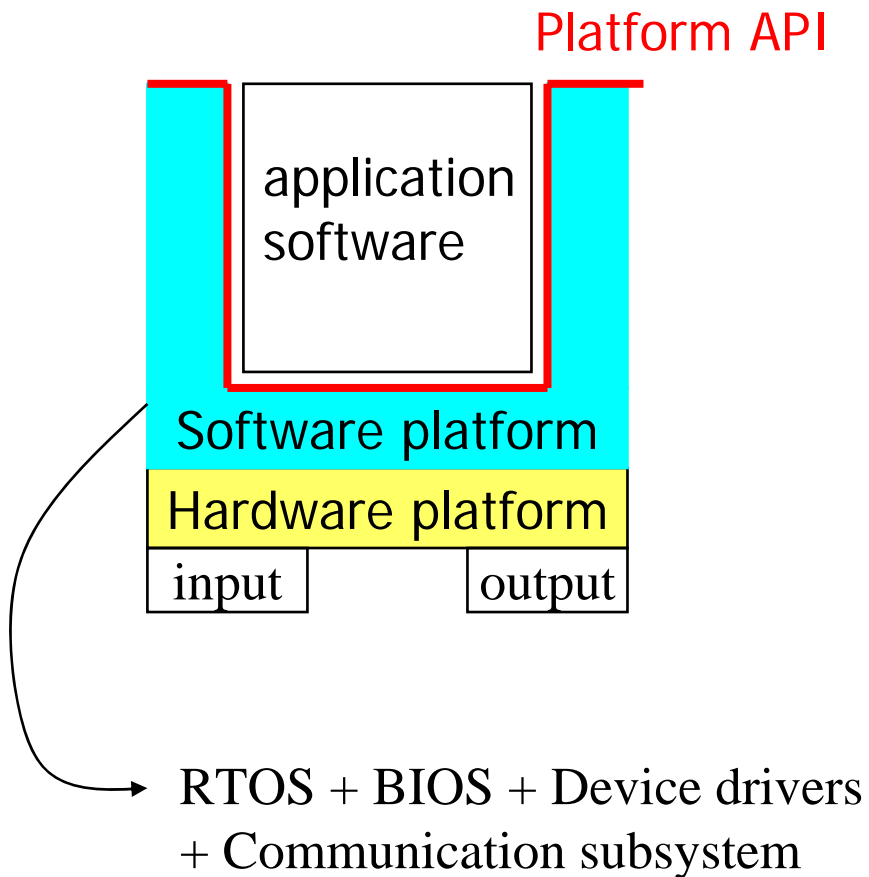 Platform API
application
software
Software platform
Hardware platform
input
output
RTOS + BIOS + Device drivers
+ Communication subsystem